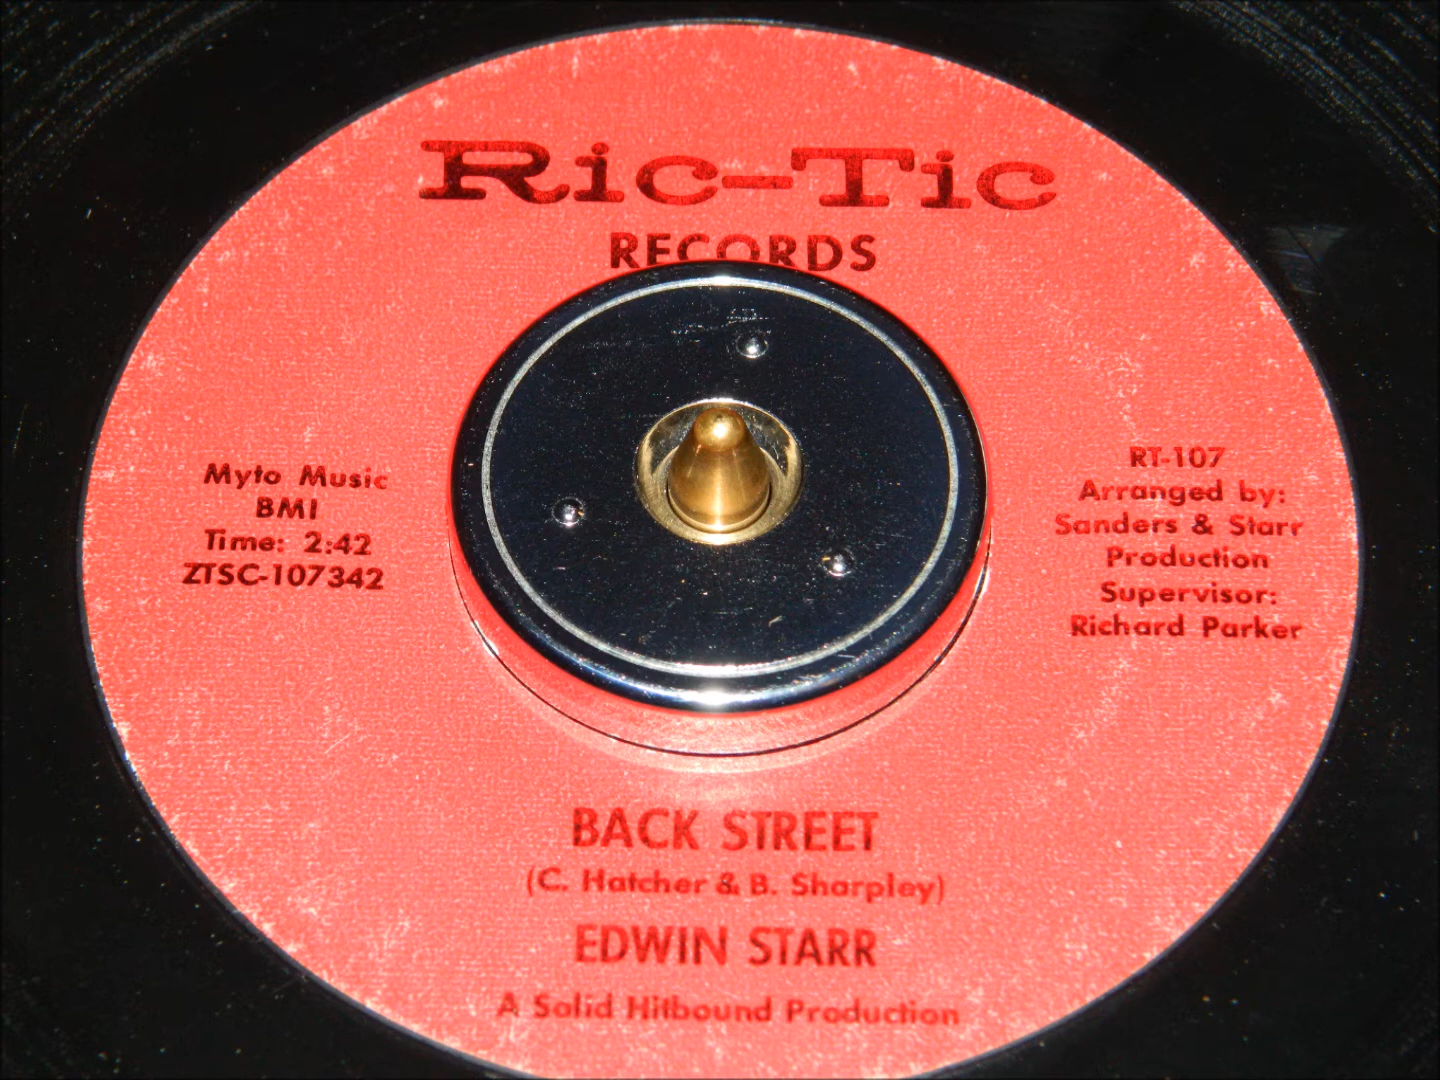 Ric-Tic
RECORDS
Myto Music
BMI
Time: 2:42
ZTSC-107342
RT-107
Arranged by:
Sanders & Starr
Production
Supervisor:
Richard Parker
BACK STREET
(C. Hatcher & B. Sharpley)
EDWIN STARR
A Solid Hitbound Production